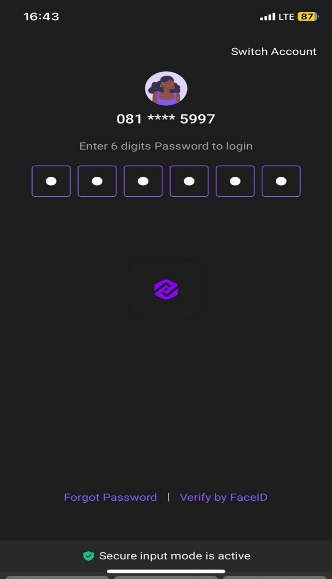 16:43
LTE 87
Switch Account
081 **** 5997
Enter 6 digits Password to login
Forgot Password | Verify by FaceID
Secure input mode is active